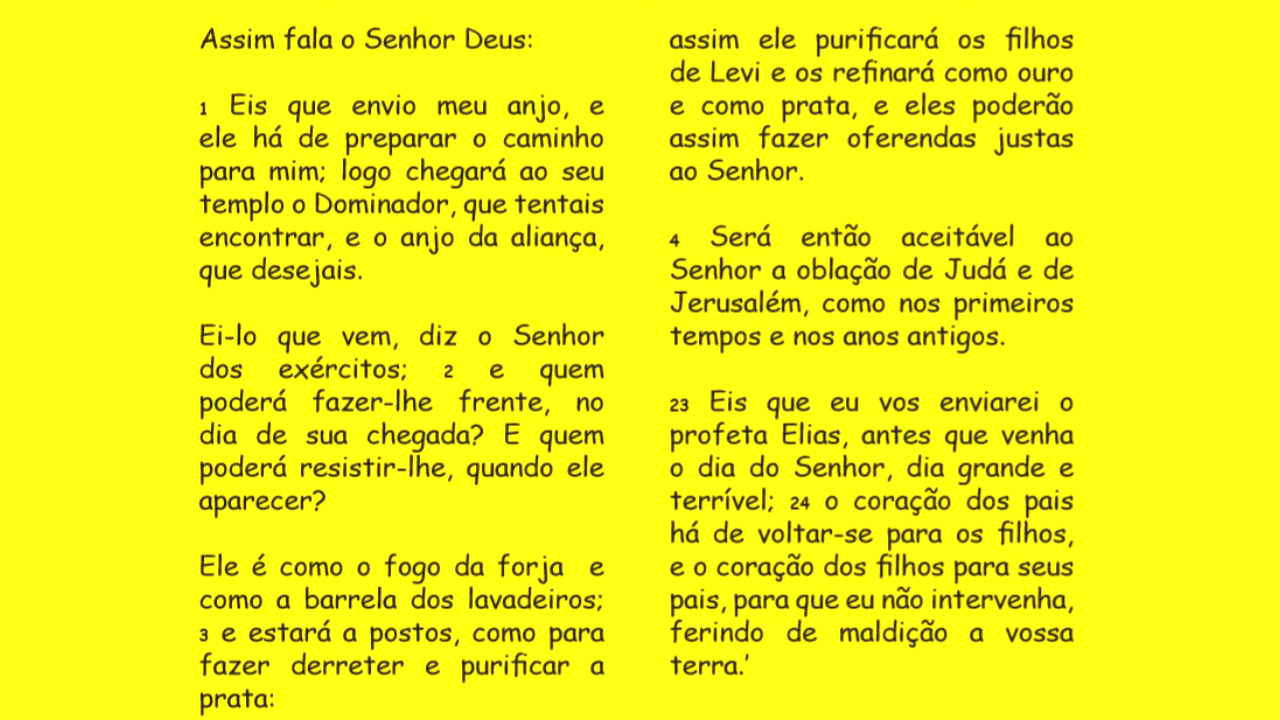 Assim fala o Senhor Deus:
1 Eis que envio meu anjo, e
ele há de preparar o caminho
para mim; logo chegará ao seu
templo o Dominador, que tentais
encontrar, e o anjo da aliança,
que desejais.
Ei-lo que vem, diz o Senhor
dos exércitos; 2 e quem
poderá fazer-lhe frente, no
dia de sua chegada? E quem
poderá resistir-lhe, quando ele
aparecer?
Ele é como o fogo da forja e
como a barrela dos lavadeiros;
3 e estará a postos, como para
fazer derreter e purificar a
prata:
assim ele purificará os filhos
de Levi e os refinará como ouro
e como prata, e eles poderão
assim fazer oferendas justas
ao Senhor.
4 Será então aceitável ao
Senhor a oblação de Judá e de
Jerusalém, como nos primeiros
tempos e nos anos antigos.
23 Eis que eu vos enviarei o
profeta Elias, antes que venha
o dia do Senhor, dia grande e
terrível; 24 o coração dos pais
há de voltar-se para os filhos,
e o coração dos filhos para seus
pais, para que eu não intervenha,
ferindo de maldição a vossa
terra.’